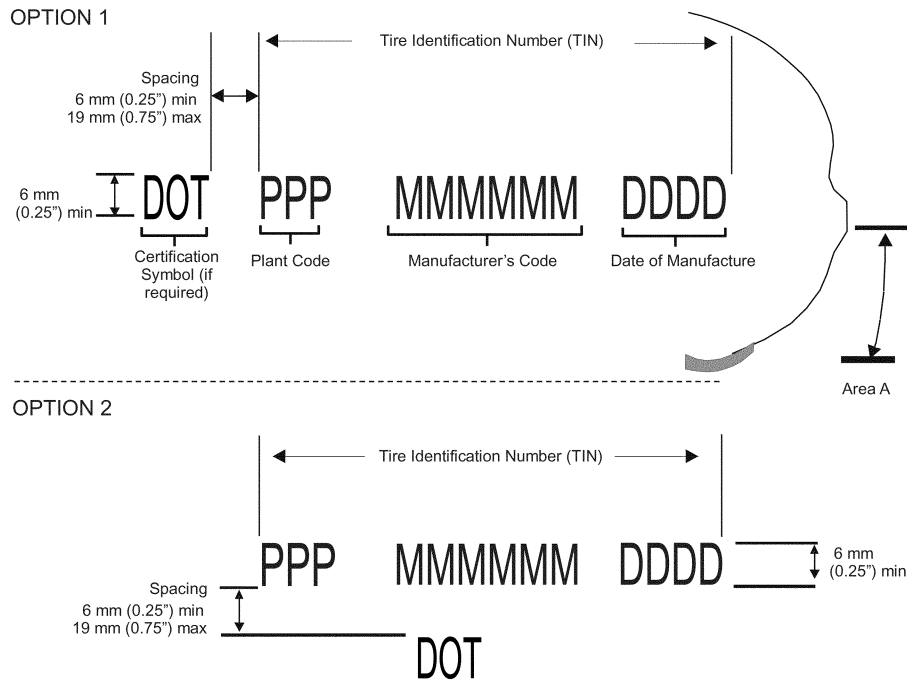 OPTION 1
Tire Identification Number (TIN)
Spacing
6 mm (0.25”) min
19 mm (0.75”) max
6 mm
(0.25”) min
DOT PPP MMMMMM DDDD
Certification
Symbol (if
required)
Plant Code
Manufacturer’s Code
Date of Manufacture
Area A
OPTION 2
Tire Identification Number (TIN)
PPP MMMMMM DDDD
6 mm
(0.25”) min
Spacing
6 mm (0.25”) min
19 mm (0.75”) max
DOT